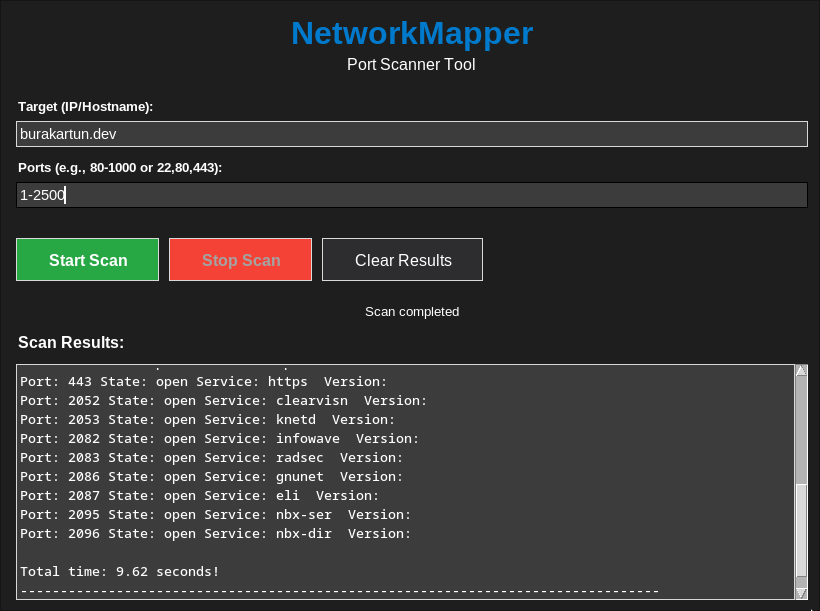 NetworkMapper
Port Scanner Tool
Target (IP/Hostname):
burakartun.dev
Ports (e.g., 80-1000 or 22,80,443):
1-2500
Start Scan
Stop Scan
Clear Results
Scan completed
Scan Results:
Port: 443 State: open Service: https  Version:
Port: 2052 State: open Service: clearvisn  Version:
Port: 2053 State: open Service: knetd  Version:
Port: 2082 State: open Service: infowave  Version:
Port: 2083 State: open Service: radsec  Version:
Port: 2086 State: open Service: gnunet  Version:
Port: 2087 State: open Service: eli  Version:
Port: 2095 State: open Service: nbx-ser  Version:
Port: 2096 State: open Service: nbx-dir  Version:
Total time: 9.62 seconds!
--------------------------------------------------------------------------------